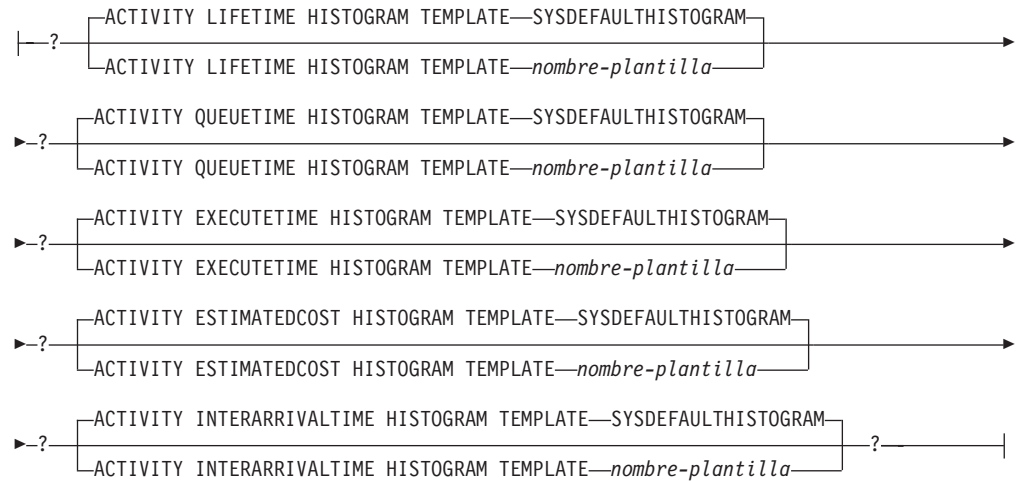 ACTIVITY LIFETIME HISTOGRAM TEMPLATE SYSDEFAULTHISTOGRAM
?
ACTIVITY LIFETIME HISTOGRAM TEMPLATE nombre-plantilla
ACTIVITY QUEUETIME HISTOGRAM TEMPLATE SYSDEFAULTHISTOGRAM
?
ACTIVITY QUEUETIME HISTOGRAM TEMPLATE nombre-plantilla
ACTIVITY EXECUTETIME HISTOGRAM TEMPLATE SYSDEFAULTHISTOGRAM
?
ACTIVITY EXECUTETIME HISTOGRAM TEMPLATE nombre-plantilla
ACTIVITY ESTIMATEDCOST HISTOGRAM TEMPLATE SYSDEFAULTHISTOGRAM
?
ACTIVITY ESTIMATEDCOST HISTOGRAM TEMPLATE nombre-plantilla
ACTIVITY INTERARRIVALTIME HISTOGRAM TEMPLATE SYSDEFAULTHISTOGRAM
? ?
ACTIVITY INTERARRIVALTIME HISTOGRAM TEMPLATE nombre-plantilla